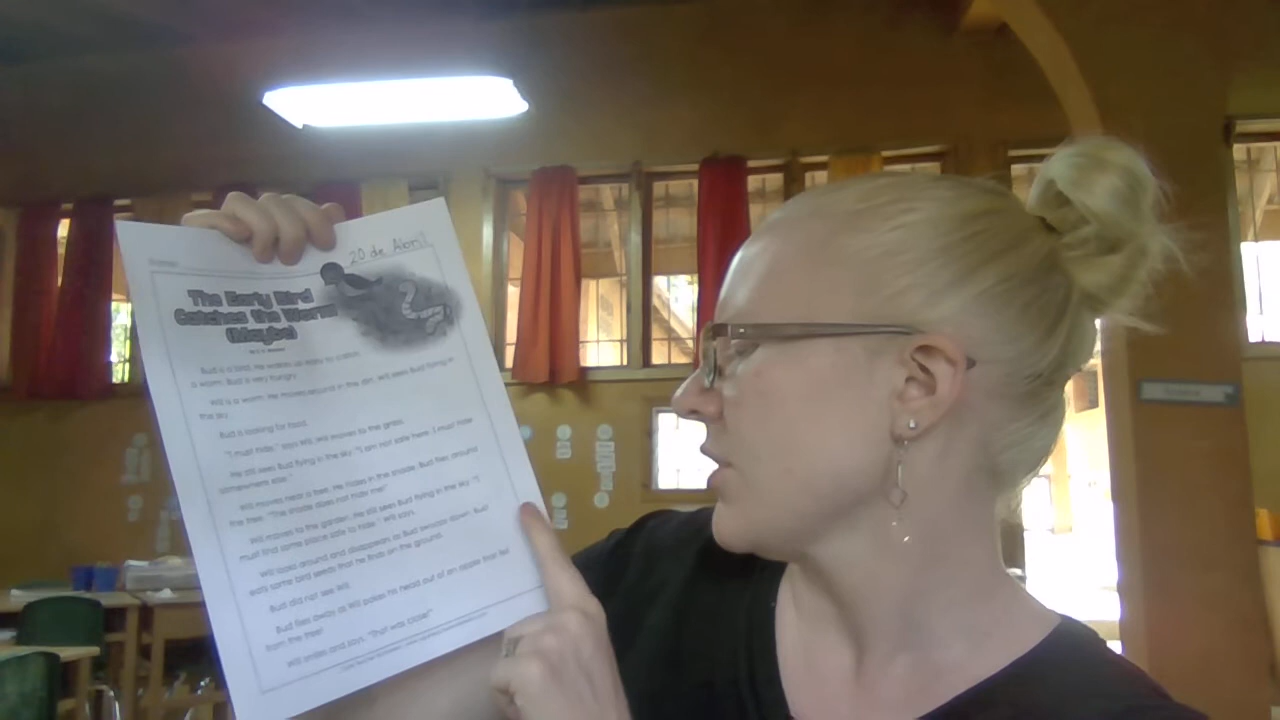 20 de Abril
The Early Bird
Catches the Worm
(Maybe)
Bud is a bird. He wakes up early to catch
a worm. Bud is very hungry.
Will is a worm. He moves around in the dirt. Will sees Bud flying in
the sky.
Bud is looking for food.
"I must hide," says Will. Will moves to the grass.
He still sees Bud flying in the sky. "I am not safe here. I must hide
somewhere else."
Will moves near a tree. He hides in the shade. Bud flies around
the tree. "The shade does not hide me!"
Will moves to the garden. He still sees Bud flying in the sky. "I
must find some place safe to hide," Will says.
Will looks around and disappears as Bud swoops down. Bud
eats some bird seeds that he finds on the ground.
Bud did not see Will.
Bud flies away as Will pokes his head out of an apple that fell
from the tree!
Will smiles and says, "That was close!"